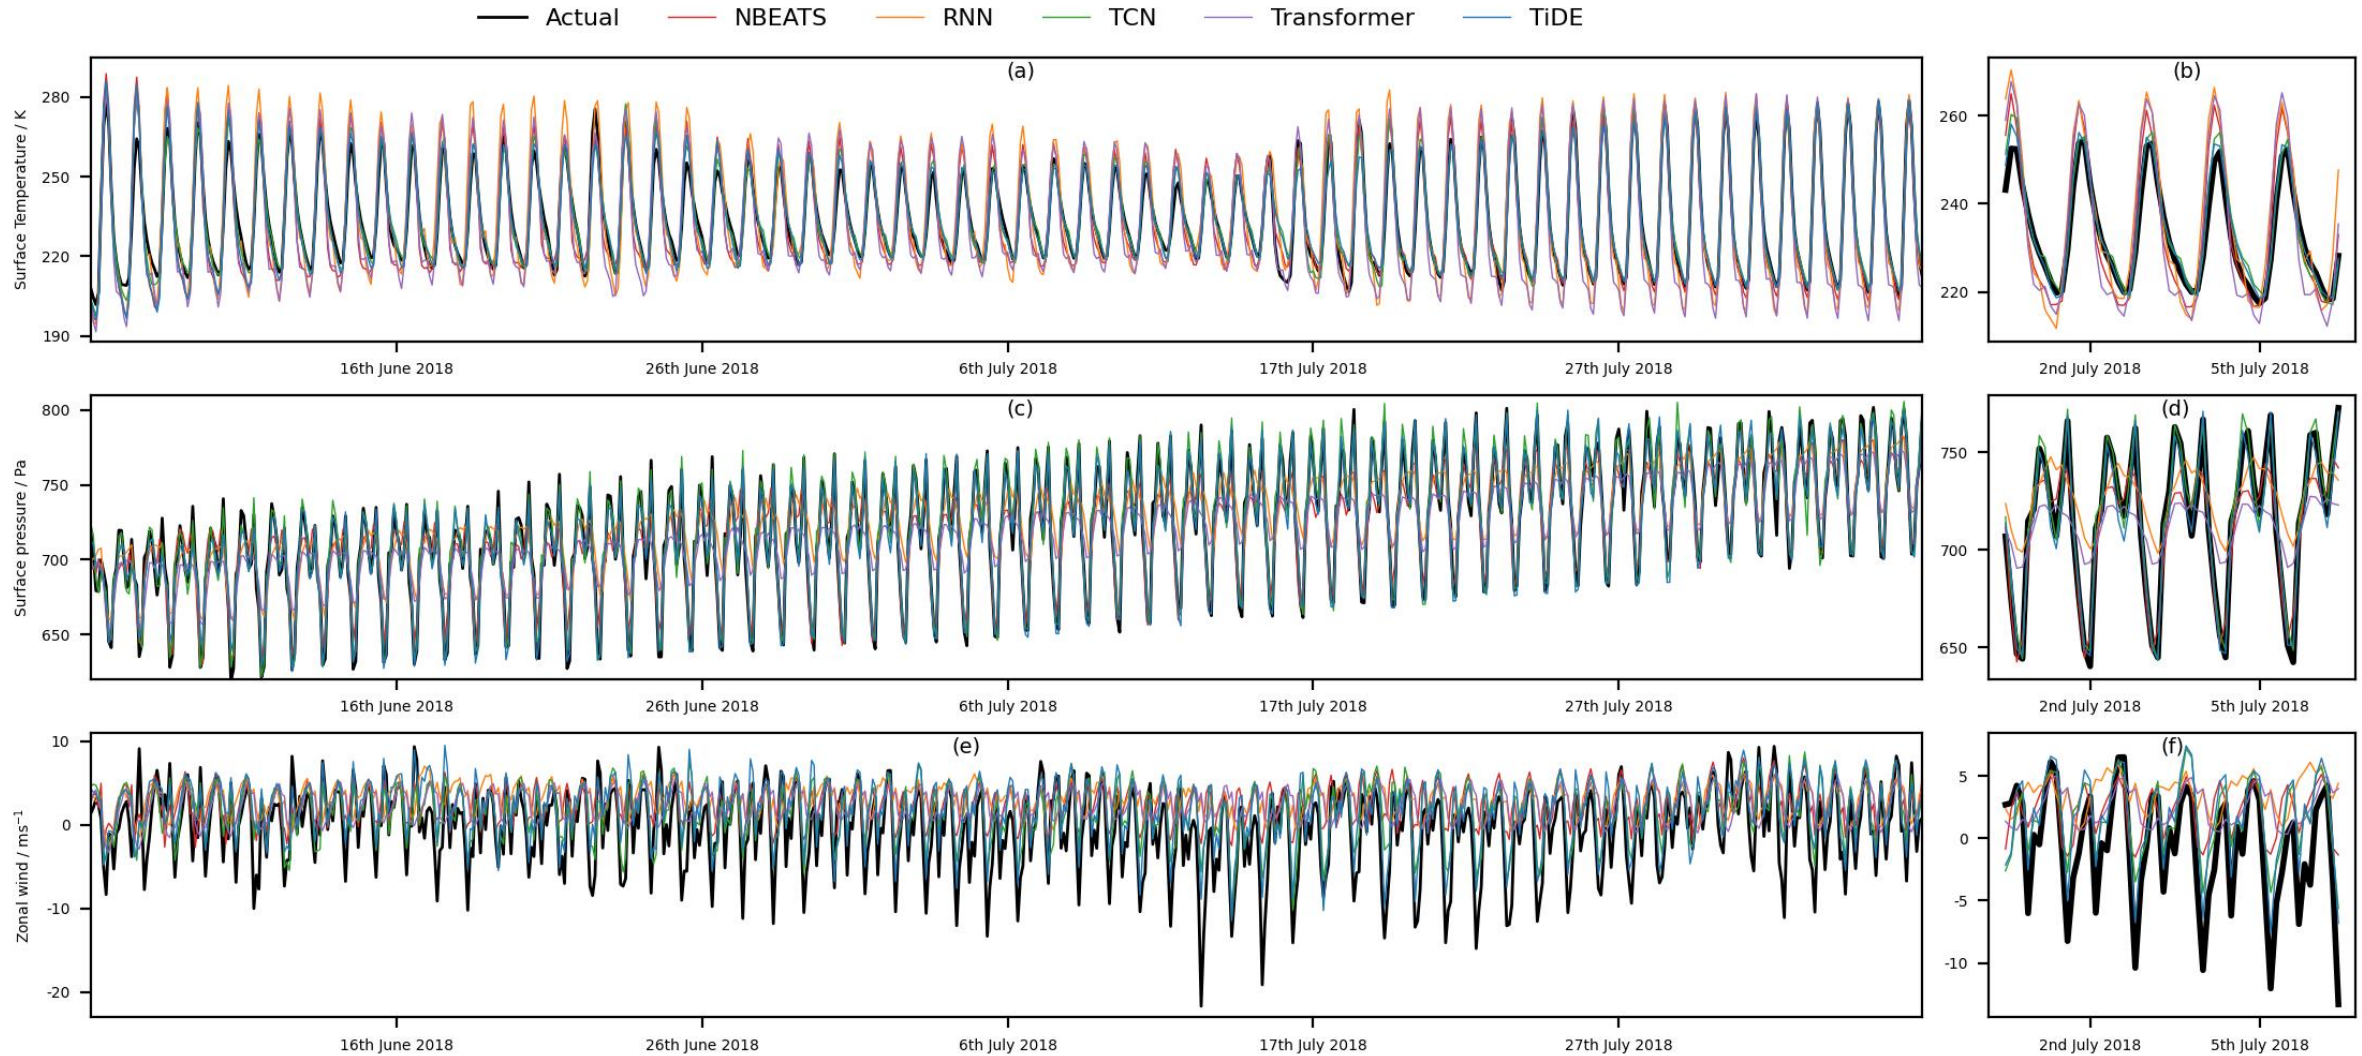 Actual NBEATS RNN TCN Transformer TiDE
(a)
Surface Temperature / K
280
250
220
190
16th June 2018 26th June 2018 6th July 2018 17th July 2018 27th July 2018
(b)
260
240
220
2nd July 2018 5th July 2018
(c)
Surface pressure / Pa
800
750
700
650
16th June 2018 26th June 2018 6th July 2018 17th July 2018 27th July 2018
(d)
750
700
650
2nd July 2018 5th July 2018
(e)
Zonal wind / ms⁻¹
10
0
-10
-20
16th June 2018 26th June 2018 6th July 2018 17th July 2018 27th July 2018
(f)
5
0
-5
-10
2nd July 2018 5th July 2018